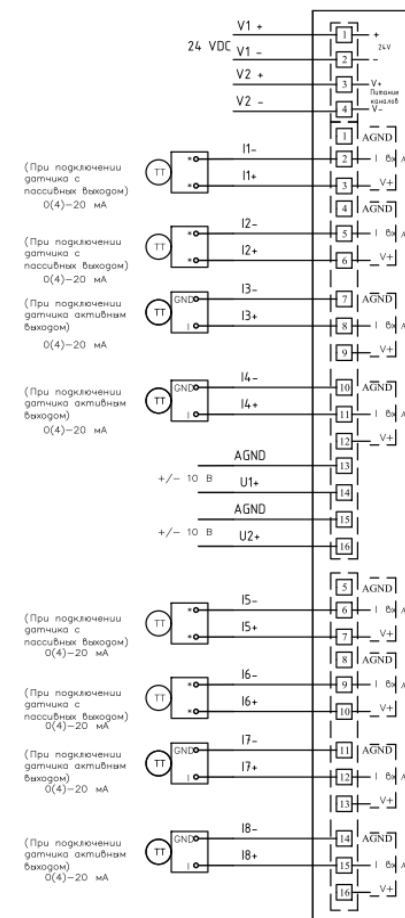 24 VDC
V1 + 1 +
24V
V1 - 2 -
V2 + 3 V+
Питание
каналов
V2 - 4 V-
1 AGND
(При подключении
датчика с
пассивных выходом)
0(4)-20 мА
TT
* I1- 2 I Вх A
* I1+ 3 V+
4 AGND
(При подключении
датчика с
пассивных выходом)
0(4)-20 мА
TT
* I2- 5 I Вх A
* I2+ 6 V+
(При подключении
датчика активным
выходом)
0(4)-20 мА
TT
GND I3- 7 AGND
I I3+ 8 I Вх A
9 V+
(При подключении
датчика активным
выходом)
0(4)-20 мА
TT
GND I4- 10 AGND
I I4+ 11 I Вх A
12 V+
+/- 10 В
AGND 13
U1+ 14
+/- 10 В
AGND 15
U2+ 16
5 AGND
(При подключении
датчика с
пассивных выходом)
0(4)-20 мА
TT
* I5- 6 I Вх A
* I5+ 7 V+
8 AGND
(При подключении
датчика с
пассивных выходом)
0(4)-20 мА
TT
* I6- 9 I Вх A
* I6+ 10 V+
(При подключении
датчика активным
выходом)
0(4)-20 мА
TT
GND I7- 11 AGND
I I7+ 12 I Вх A
13 V+
(При подключении
датчика активным
выходом)
0(4)-20 мА
TT
GND I8- 14 AGND
I I8+ 15 I Вх A
16 V+